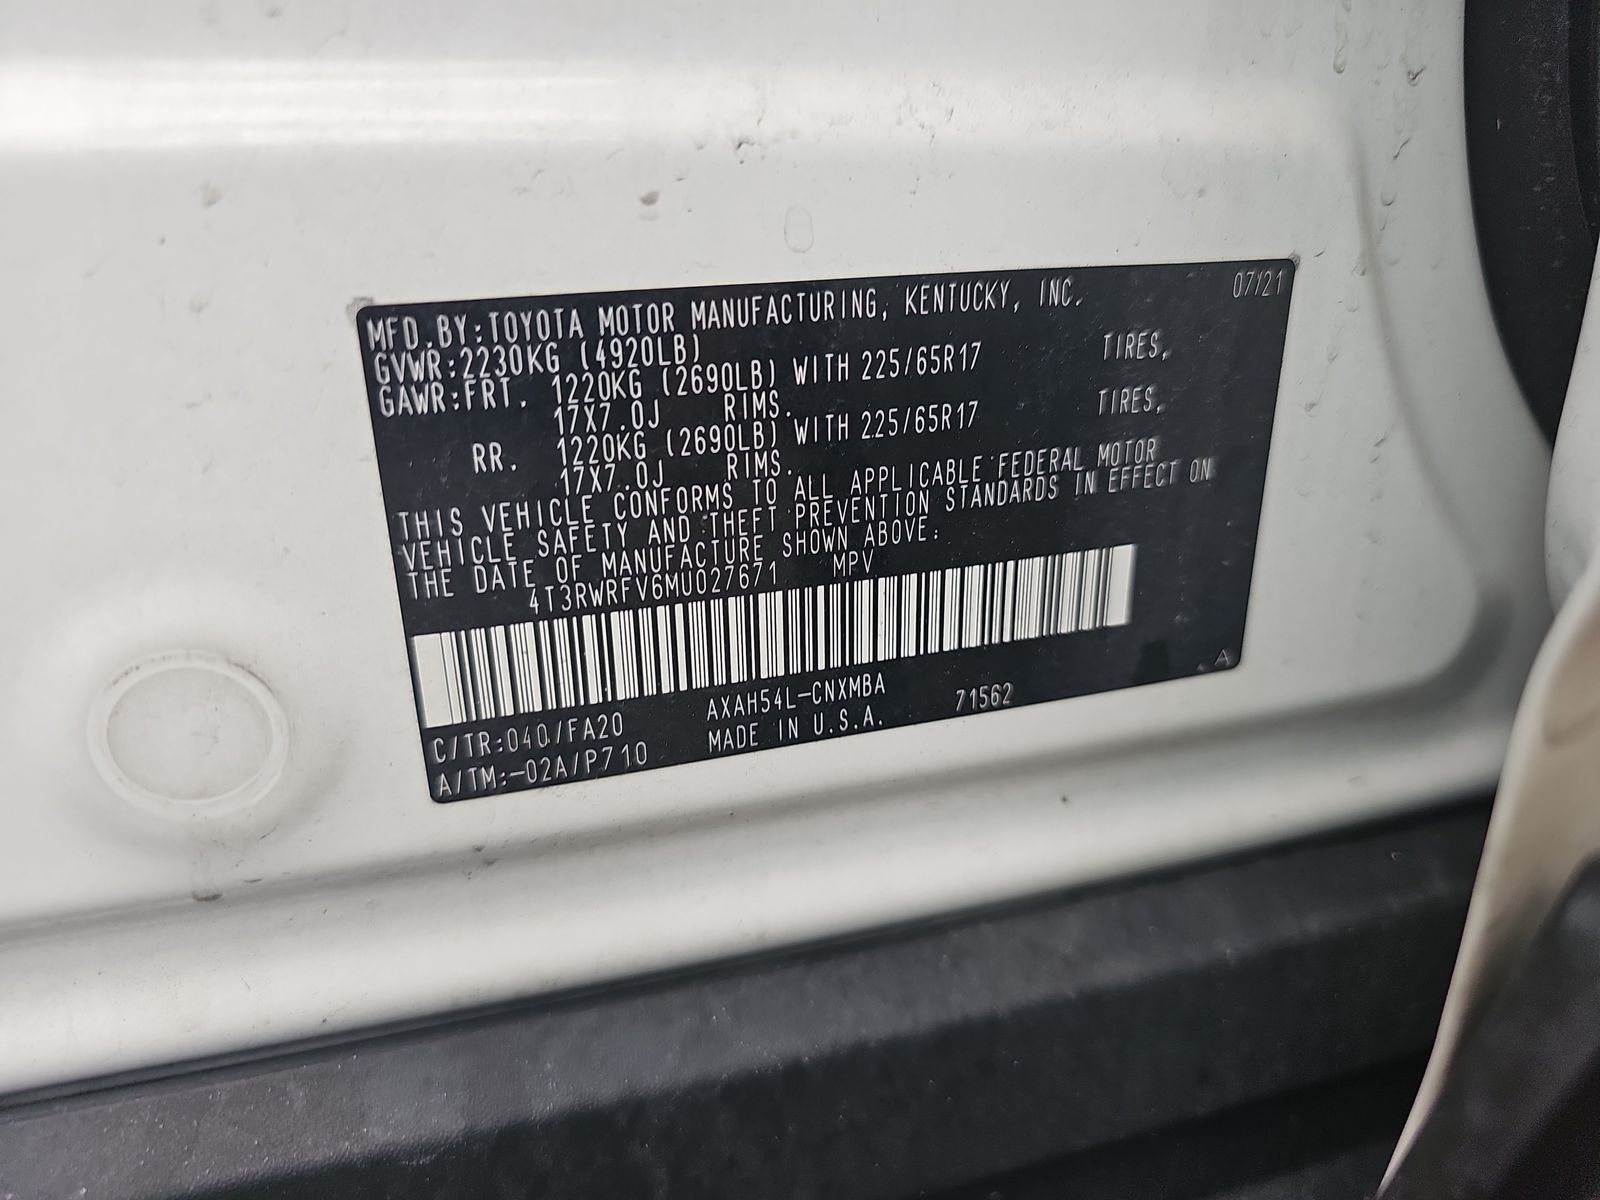 07/21
MFD.BY:TOYOTA MOTOR MANUFACTURING, KENTUCKY, INC.
GVWR:2230KG (4920LB)
GAWR:FRT. 1220KG (2690LB) WITH 225/65R17 TIRES,
17X7.0J RIMS.
RR. 1220KG (2690LB) WITH 225/65R17 TIRES,
17X7.0J RIMS.
THIS VEHICLE CONFORMS TO ALL APPLICABLE FEDERAL MOTOR
VEHICLE SAFETY AND THEFT PREVENTION STANDARDS IN EFFECT ON
THE DATE OF MANUFACTURE SHOWN ABOVE:
4T3RWRFV6MU027671 MPV
A
C/TR:040/FA20 AXAH54L-CNXMBA 71562
A/TM:-02A/P710 MADE IN U.S.A.